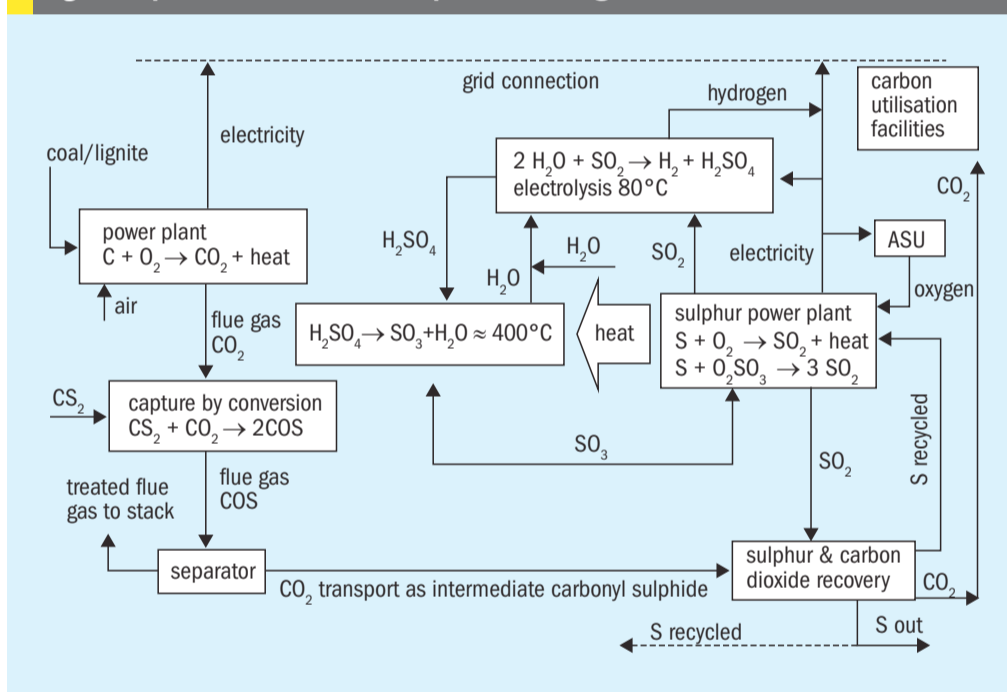 grid connection
carbon
utilisation
facilities
hydrogen
electricity
coal/lignite
2 H₂O + SO₂ → H₂ + H₂SO₄
electrolysis 80°C
CO₂
power plant
C + O₂ → CO₂ + heat
H₂SO₄
H₂O
SO₂
electricity
ASU
H₂O
oxygen
air
flue gas
CO₂
H₂SO₄ → SO₃+H₂O ≈ 400°C
heat
sulphur power plant
S + O₂ → SO₂ + heat
S + O₂SO₃ → 3 SO₂
CS₂
capture by conversion
CS₂ + CO₂ → 2COS
SO₃
SO₂
S recycled
treated flue
gas to stack
flue gas
COS
separator
CO₂ transport as intermediate carbonyl sulphide
sulphur & carbon
dioxide recovery
CO₂
S recycled
S out